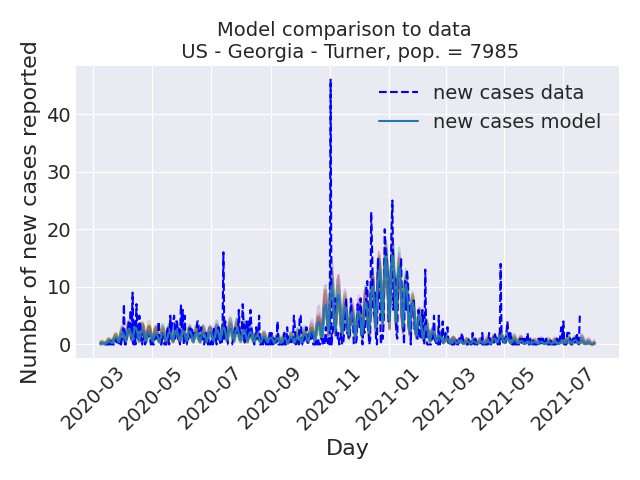 Model comparison to data
US - Georgia - Turner, pop. = 7985
Number of new cases reported
40
30
20
10
0
new cases data
new cases model
2020-03
2020-05
2020-07
2020-09
2020-11
2021-01
2021-03
2021-05
2021-07
Day